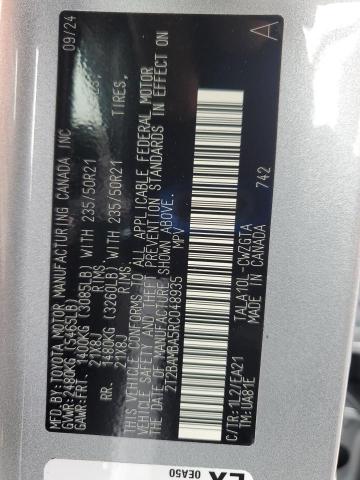 MFD.BY:TOYOTA MOTOR MANUFACTURING CANADA INC 09/24
GVWR:2480KG(5465LB)
GAWR:FRT. 1400KG(3085LB) WITH 235/50R21
21X8J RIMS
RR. 1480KG(3260LB) WITH 235/50R21 TIRES,
21X8J RIMS
THIS VEHICLE CONFORMS TO ALL APPLICABLE FEDERAL MOTOR
VEHICLE SAFETY AND THEFT PREVENTION STANDARDS IN EFFECT ON THE
DATE OF MANUFACTURE SHOWN ABOVE.
2T2BAMBA5RC048935 MPV
A
C/TR:1L2/EA21 TALA10L-CWZGTA 742
TM:UA81E MADE IN CANADA
0EA50